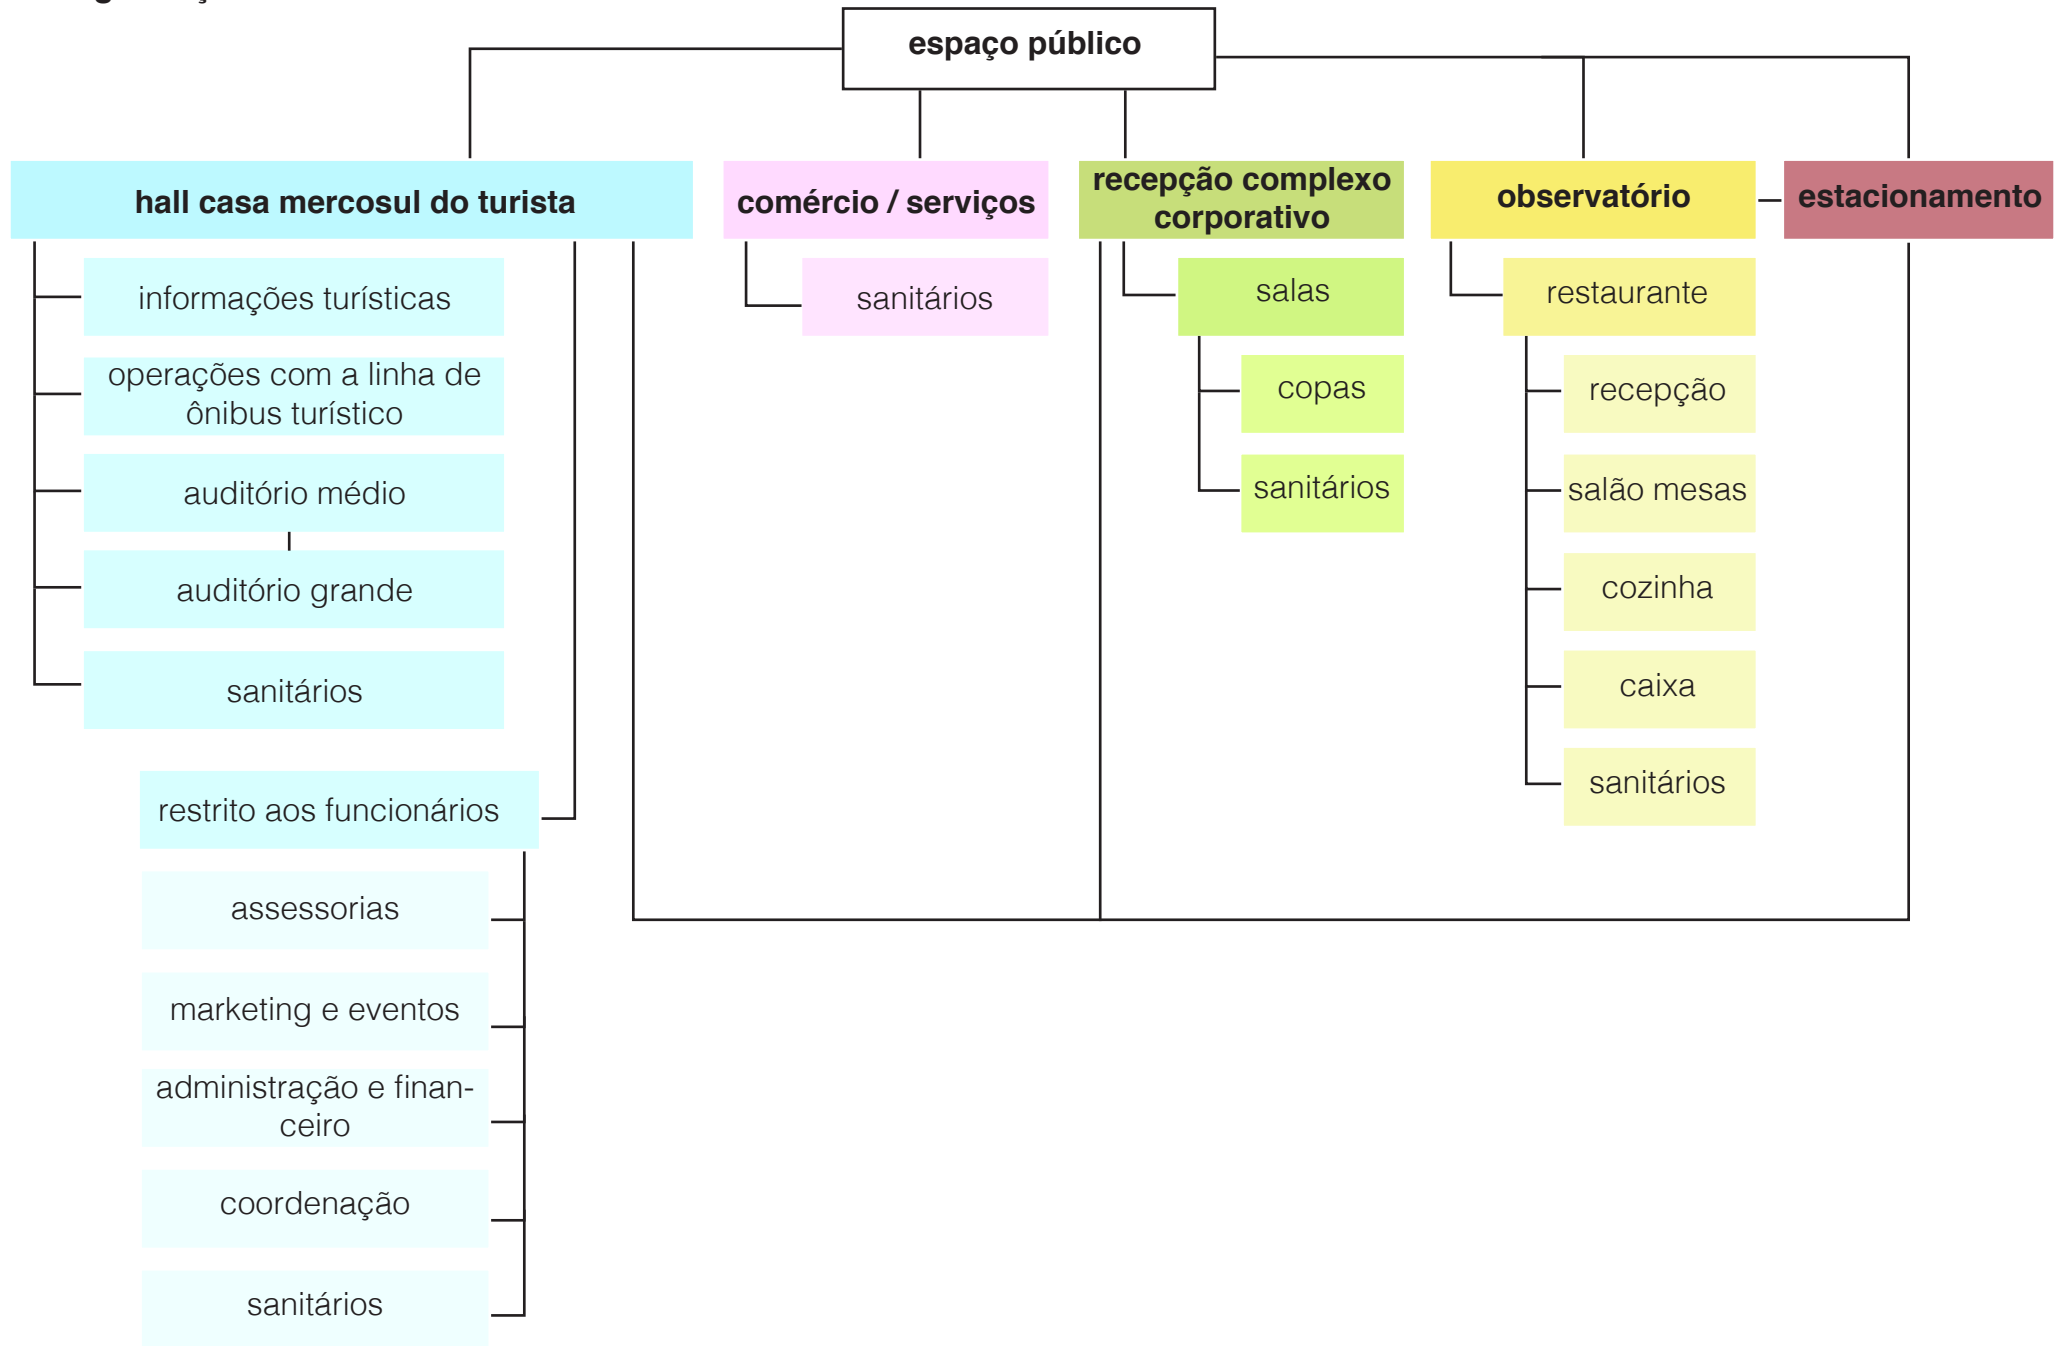 espaço público
hall casa mercosul do turista
informações turísticas
operações com a linha de
ônibus turístico
auditório médio
auditório grande
sanitários
restrito aos funcionários
assessorias
marketing e eventos
administração e finan-
ceiro
coordenação
sanitários
comércio / serviços
sanitários
recepção complexo
corporativo
salas
copas
sanitários
observatório
restaurante
recepção
salão mesas
cozinha
caixa
sanitários
estacionamento